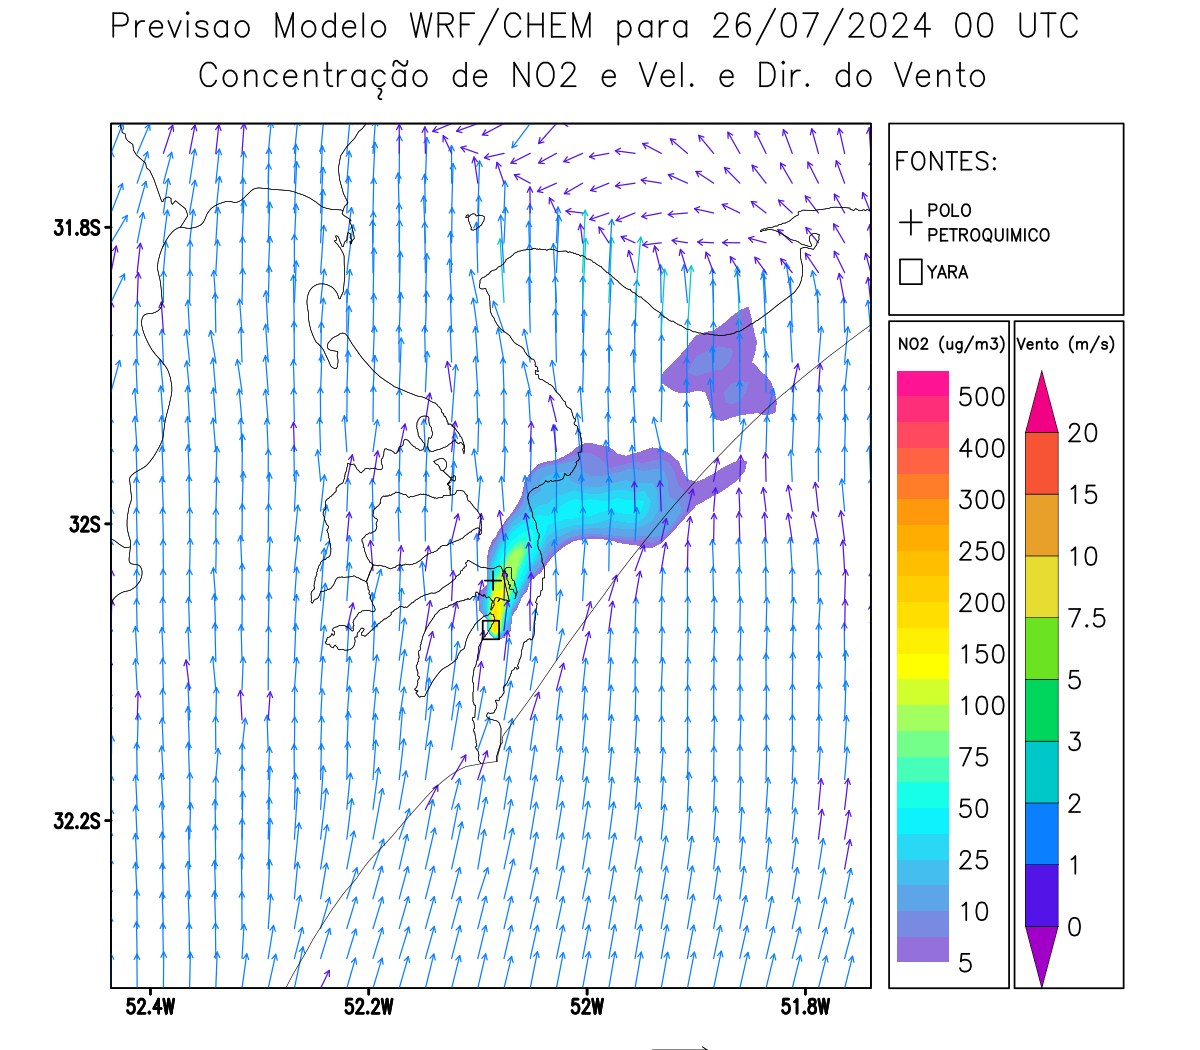 Previsao Modelo WRF/CHEM para 26/07/2024 00 UTC
Concentração de NO2 e Vel. e Dir. do Vento
FONTES:
POLO
PETROQUIMICO
YARA
NO2 (ug/m3)
500
400
300
250
200
150
100
75
50
25
10
5
Vento (m/s)
20
15
10
7.5
5
3
2
1
0
31.8S
32S
32.2S
52.4W
52.2W
52W
51.8W